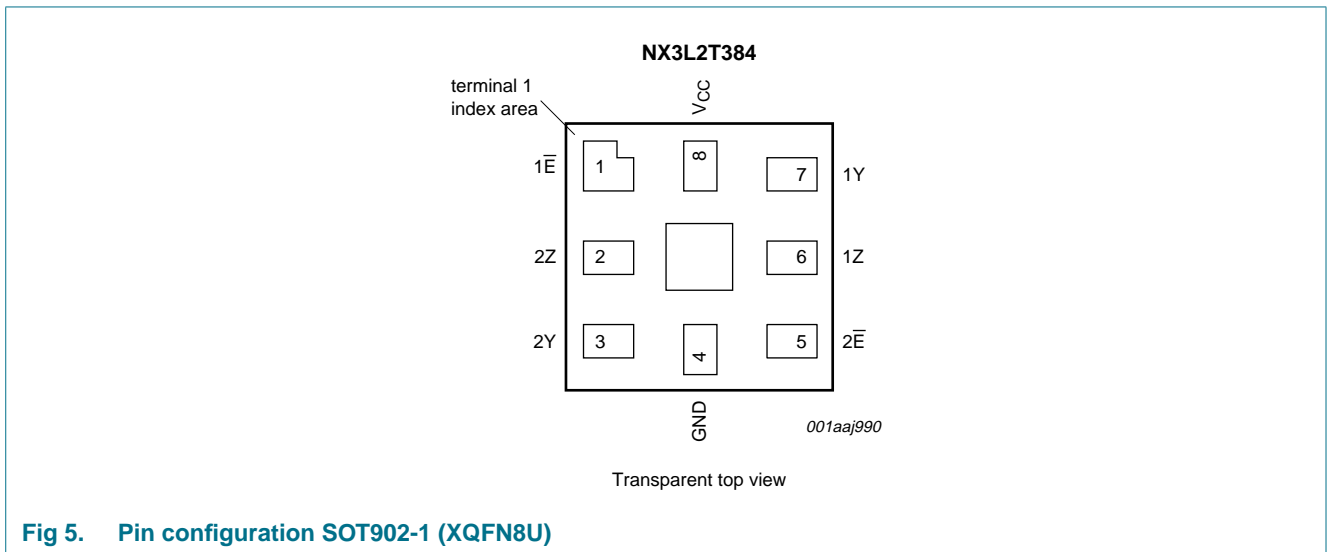 NX3L2T384
terminal 1
index area
VCC
1E̅
1
8
7
1Y
2Z
2
6
1Z
2Y
3
4
5
2E̅
GND
001aaj990
Transparent top view
Fig 5. Pin configuration SOT902-1 (XQFN8U)